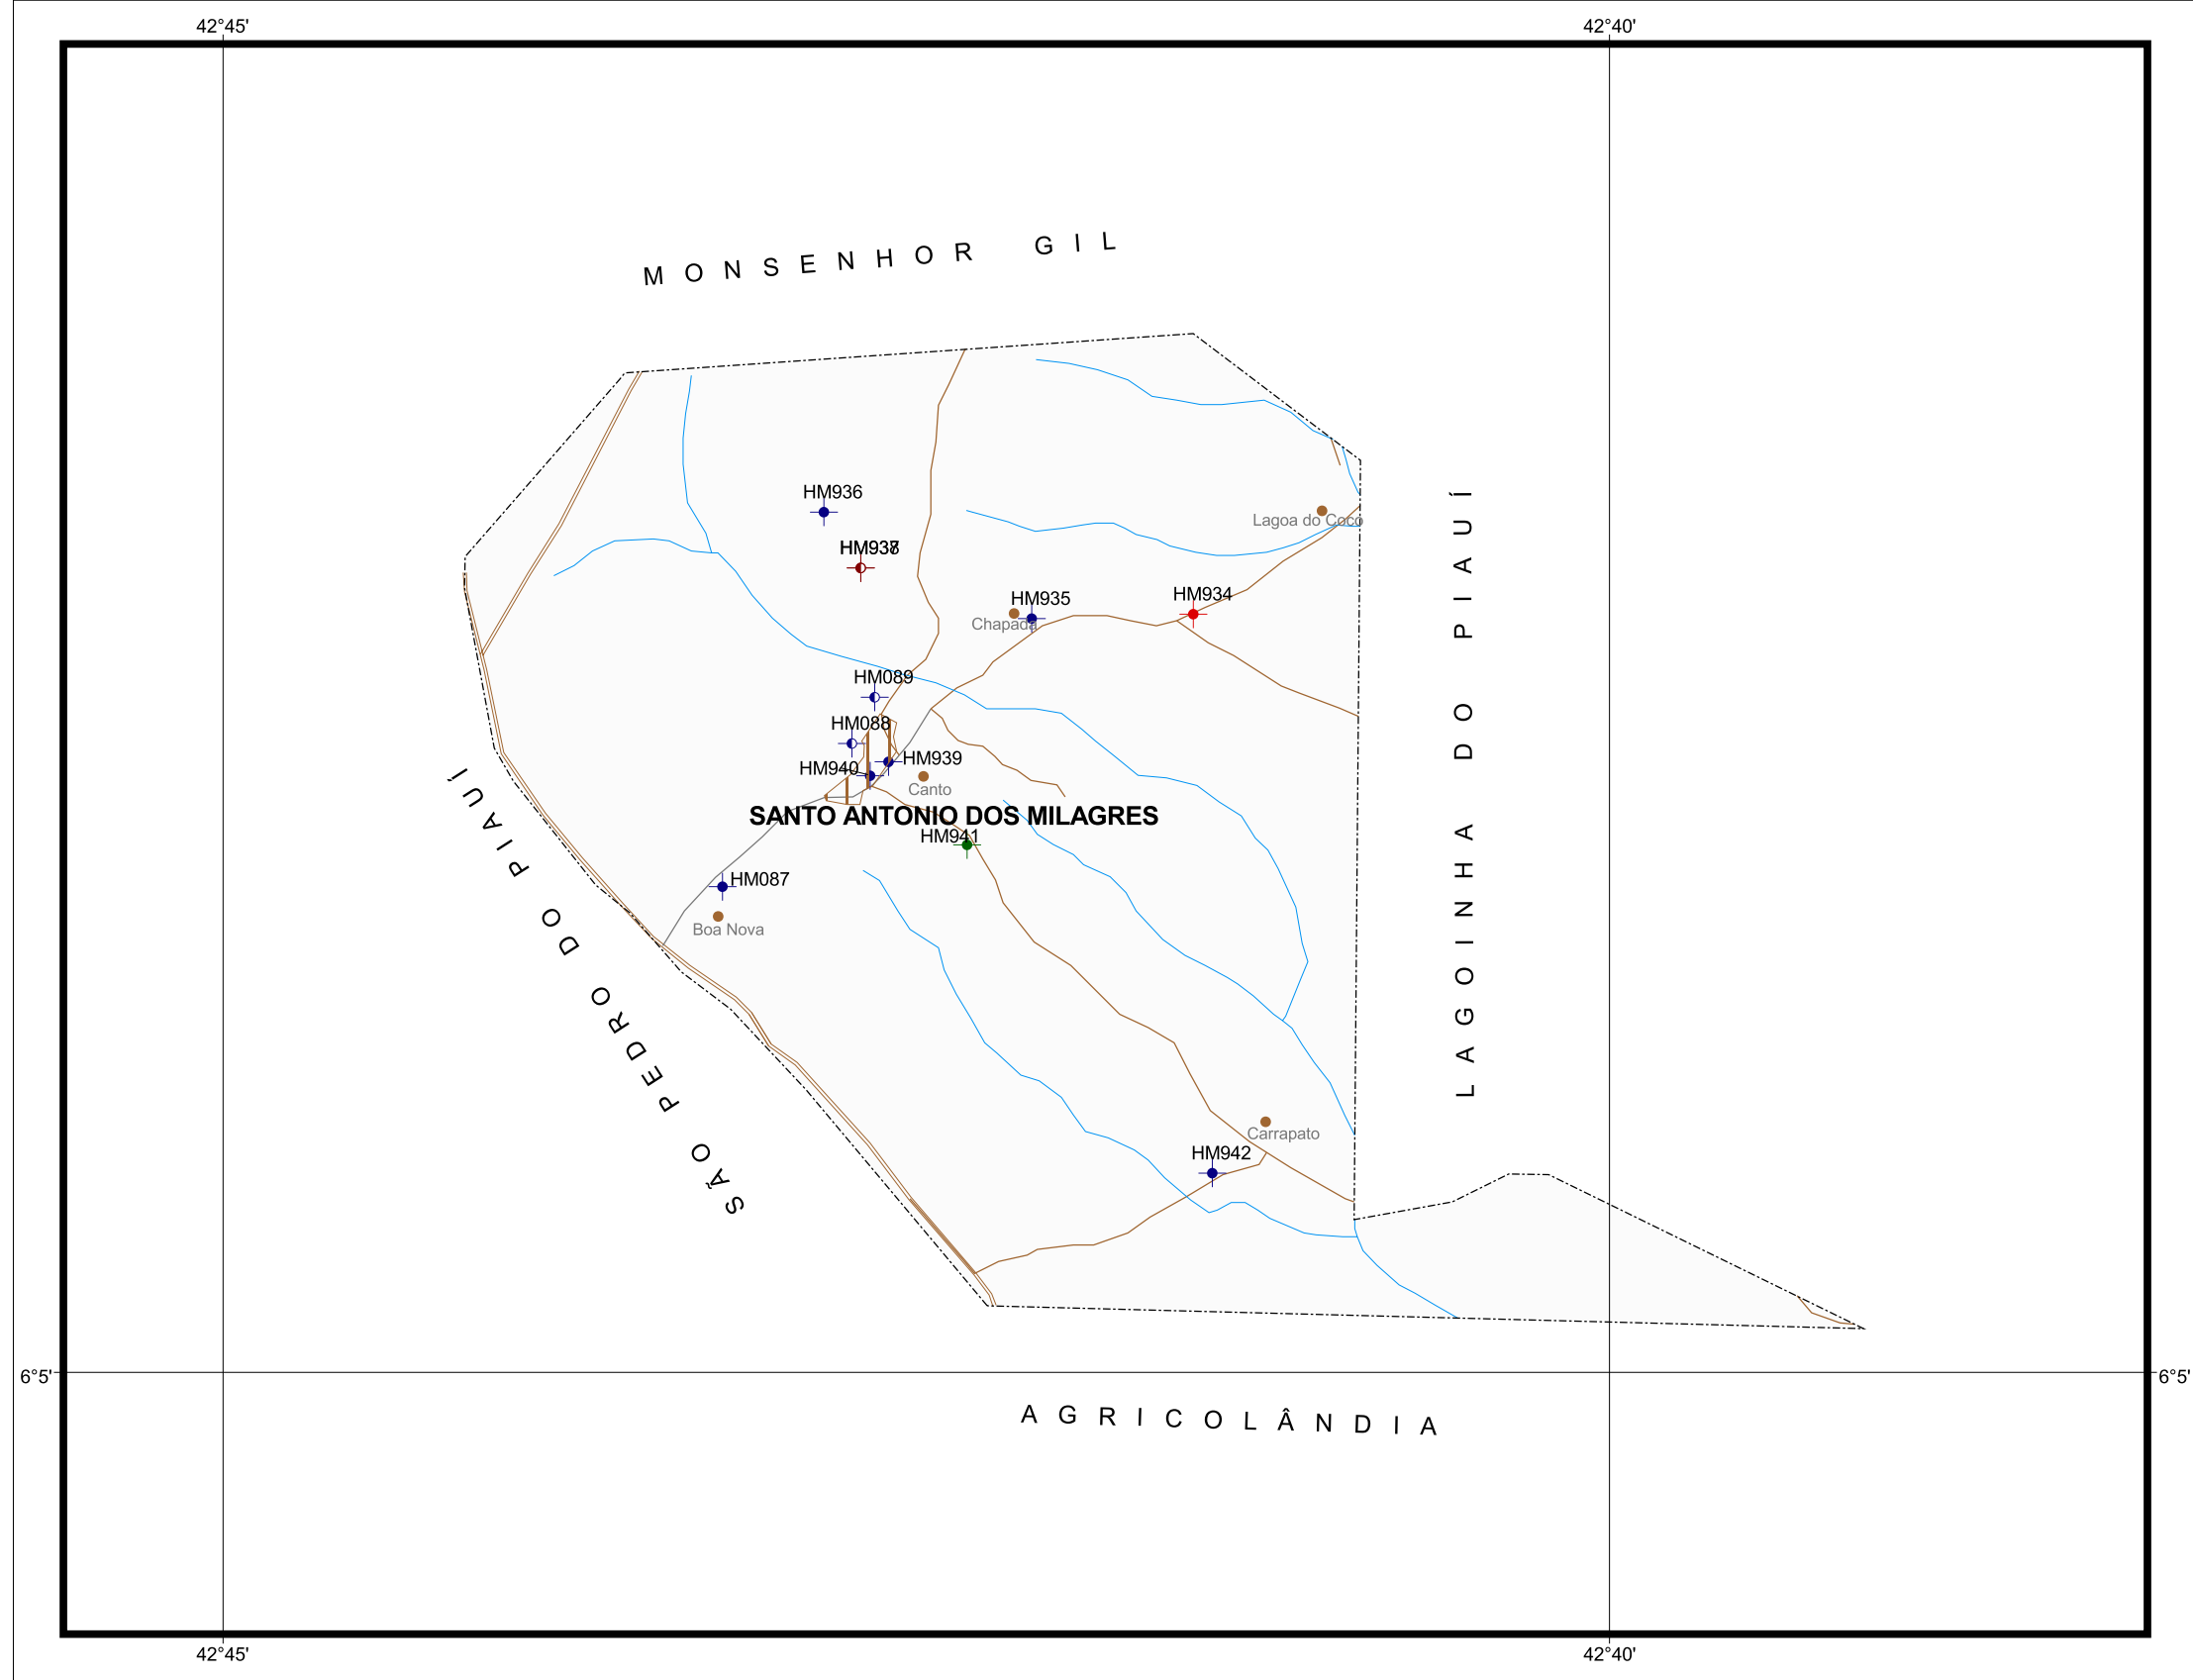 42°45'
42°40'
MONSENHOR GIL
HM936
Lagoa do Coco
HM938
HM934
HM935
Chapada
LAGOINHA DO PIAUÍ
HM089
HM088
HM939
HM940
Canto
SÃO PEDRO DO PIAUÍ
SANTO ANTONIO DOS MILAGRES
HM941
HM087
Boa Nova
Carrapato
HM942
6°5'
6°5'
AGRICOLÂNDIA
42°45'
42°40'